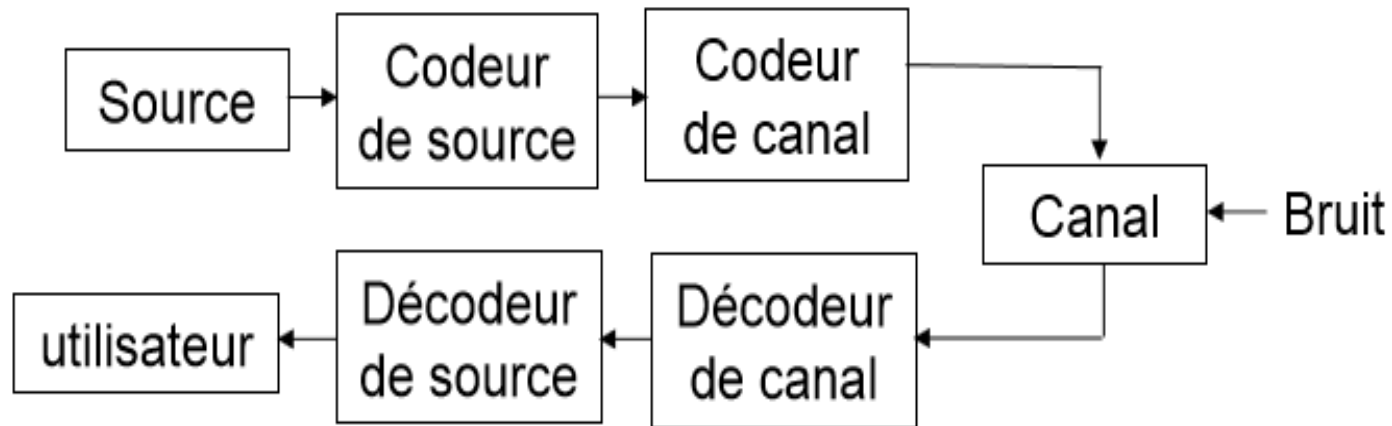 Source
Codeur
de source
Codeur
de canal
Canal
Bruit
Décodeur
de canal
Décodeur
de source
utilisateur